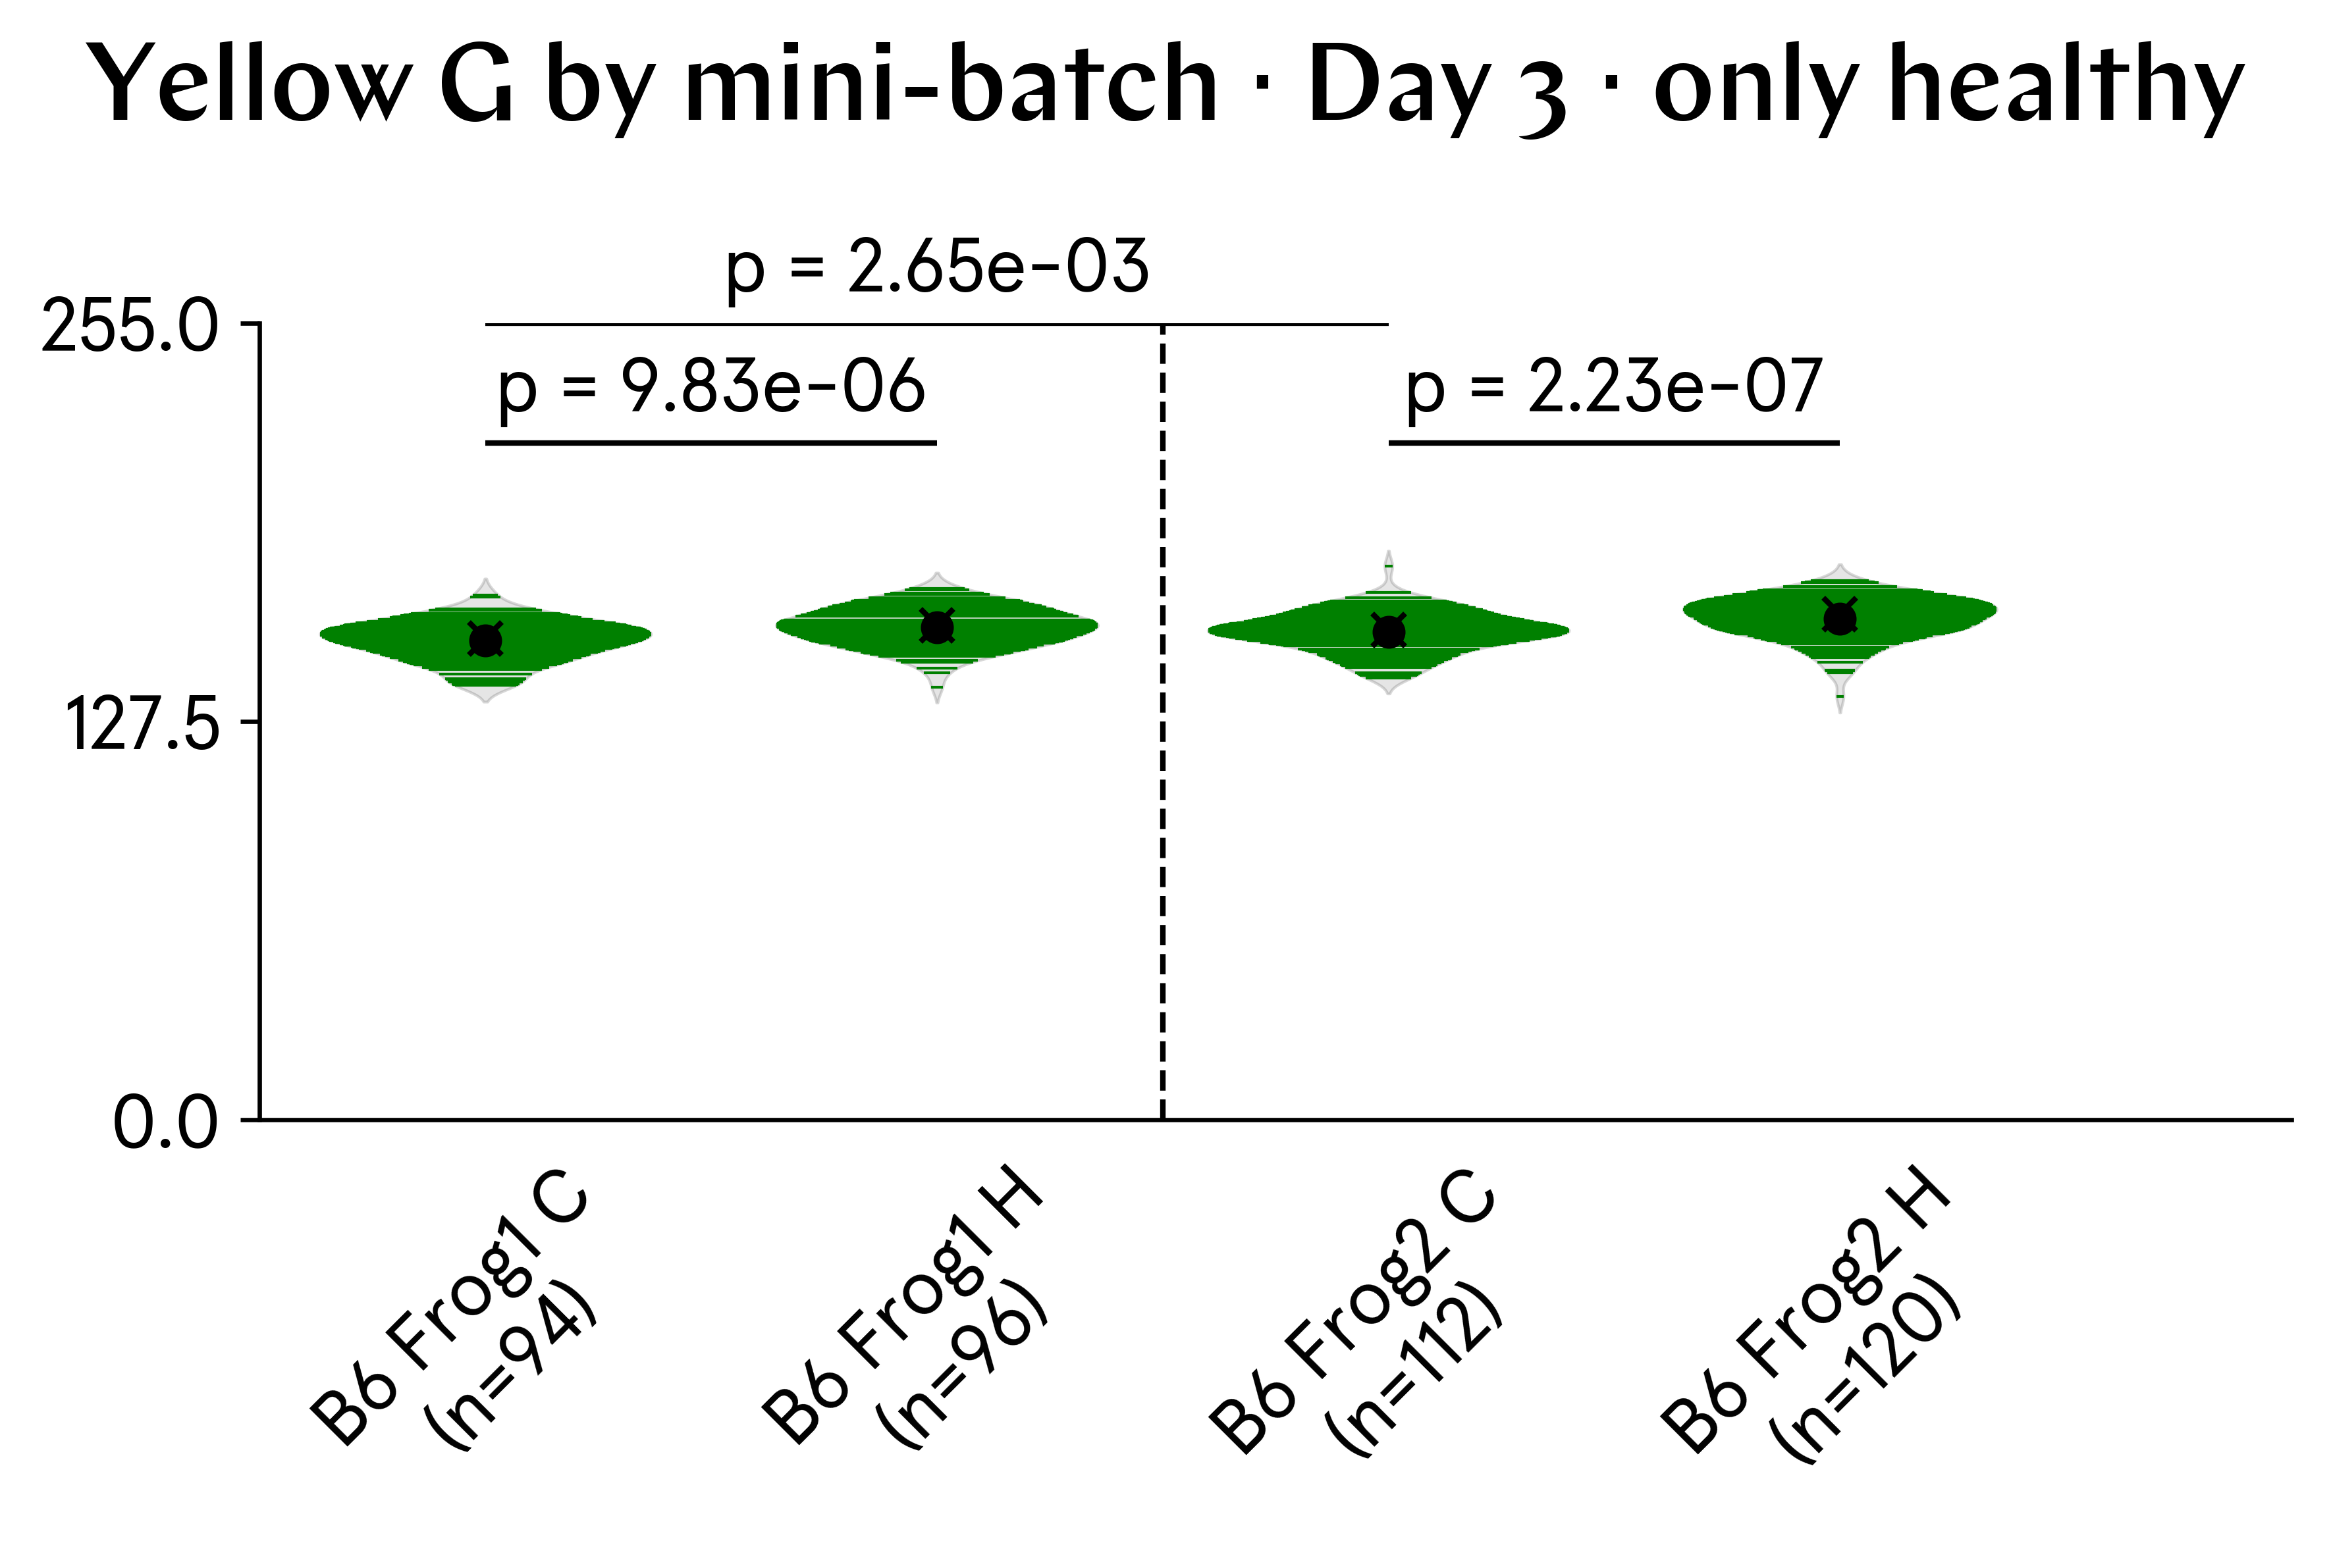 Yellow G by mini-batch · Day 3 · only healthy
p = 2.65e-03
255.0
p = 9.83e-06
p = 2.23e-07
127.5
0.0
B6 Frog1 C
(n=94)
B6 Frog1 H
(n=96)
B6 Frog2 C
(n=112)
B6 Frog2 H
(n=120)